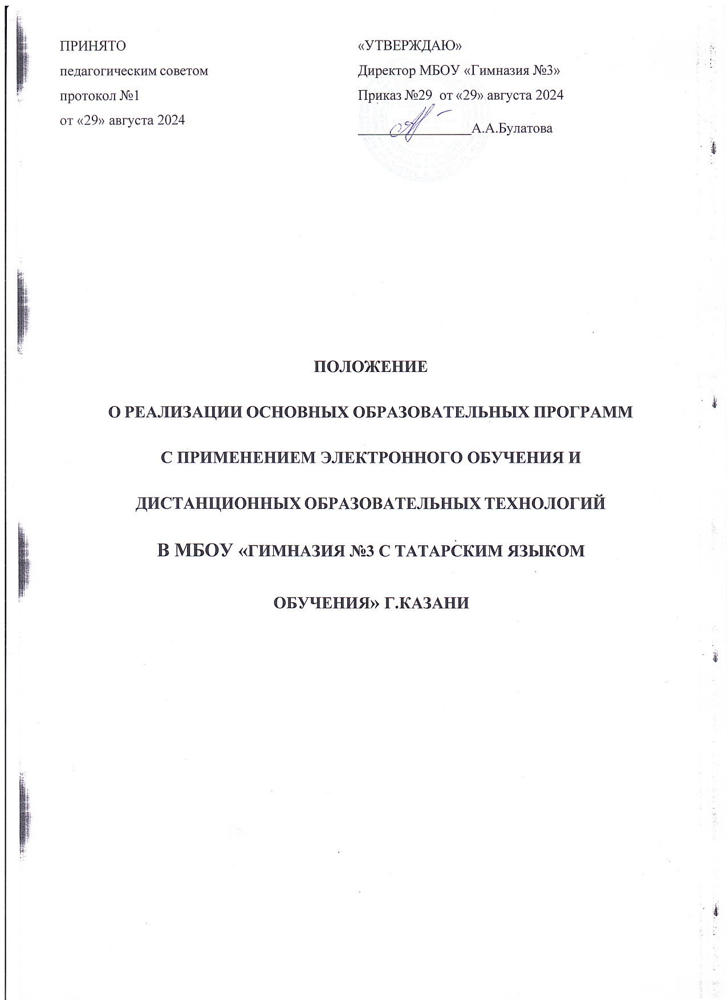 ПРИНЯТО
педагогическим советом
протокол №1
от «29» августа 2024
«УТВЕРЖДАЮ»
Директор МБОУ «Гимназия №3»
Приказ №29 от «29» августа 2024
А.А.Булатова
ПОЛОЖЕНИЕ
О РЕАЛИЗАЦИИ ОСНОВНЫХ ОБРАЗОВАТЕЛЬНЫХ ПРОГРАММ
С ПРИМЕНЕНИЕМ ЭЛЕКТРОННОГО ОБУЧЕНИЯ И
ДИСТАНЦИОННЫХ ОБРАЗОВАТЕЛЬНЫХ ТЕХНОЛОГИЙ
В МБОУ «ГИМНАЗИЯ №3 С ТАТАРСКИМ ЯЗЫКОМ
ОБУЧЕНИЯ» Г.КАЗАНИ